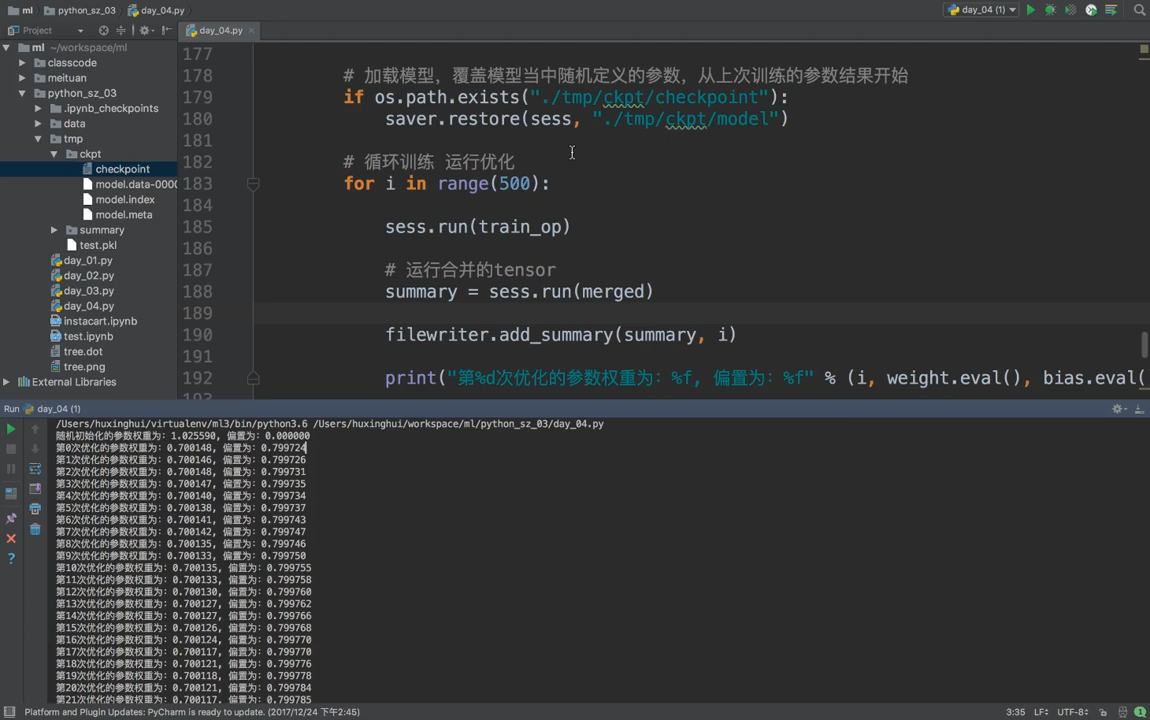 ml python_sz_03 day_04.py
day_04 (1)
Project
day_04.py
ml ~/workspace/ml
classcode
meituan
python_sz_03
.ipynb_checkpoints
data
tmp
ckpt
checkpoint
model.data-0000
model.index
model.meta
summary
test.pkl
day_01.py
day_02.py
day_03.py
day_04.py
instacart.ipynb
test.ipynb
tree.dot
tree.png
External Libraries
177
178 # 加载模型，覆盖模型当中随机定义的参数，从上次训练的参数结果开始
179 if os.path.exists("./tmp/ckpt/checkpoint"):
180 saver.restore(sess, "./tmp/ckpt/model")
181
182 # 循环训练 运行优化
183 for i in range(500):
184
185 sess.run(train_op)
186
187 # 运行合并的tensor
188 summary = sess.run(merged)
189
190 filewriter.add_summary(summary, i)
191
192 print("第%d次优化的参数权重为：%f, 偏置为：%f" % (i, weight.eval(), bias.eval(
193
Run day_04 (1)
/Users/huxinghui/virtualenv/ml3/bin/python3.6 /Users/huxinghui/workspace/ml/python_sz_03/day_04.py
随机初始化的参数权重为：1.025590, 偏置为：0.000000
第0次优化的参数权重为：0.700148, 偏置为：0.799724
第1次优化的参数权重为：0.700146, 偏置为：0.799726
第2次优化的参数权重为：0.700148, 偏置为：0.799731
第3次优化的参数权重为：0.700147, 偏置为：0.799735
第4次优化的参数权重为：0.700140, 偏置为：0.799734
第5次优化的参数权重为：0.700138, 偏置为：0.799737
第6次优化的参数权重为：0.700141, 偏置为：0.799743
第7次优化的参数权重为：0.700142, 偏置为：0.799747
第8次优化的参数权重为：0.700135, 偏置为：0.799746
第9次优化的参数权重为：0.700133, 偏置为：0.799750
第10次优化的参数权重为：0.700135, 偏置为：0.799755
第11次优化的参数权重为：0.700133, 偏置为：0.799758
第12次优化的参数权重为：0.700130, 偏置为：0.799760
第13次优化的参数权重为：0.700127, 偏置为：0.799762
第14次优化的参数权重为：0.700127, 偏置为：0.799766
第15次优化的参数权重为：0.700126, 偏置为：0.799768
第16次优化的参数权重为：0.700124, 偏置为：0.799770
第17次优化的参数权重为：0.700117, 偏置为：0.799770
第18次优化的参数权重为：0.700121, 偏置为：0.799776
第19次优化的参数权重为：0.700118, 偏置为：0.799778
第20次优化的参数权重为：0.700121, 偏置为：0.799784
第21次优化的参数权重为：0.700117, 偏置为：0.799785
Platform and Plugin Updates: PyCharm is ready to update. (2017/12/24 下午2:45)
3:35 LF UTF-8 1